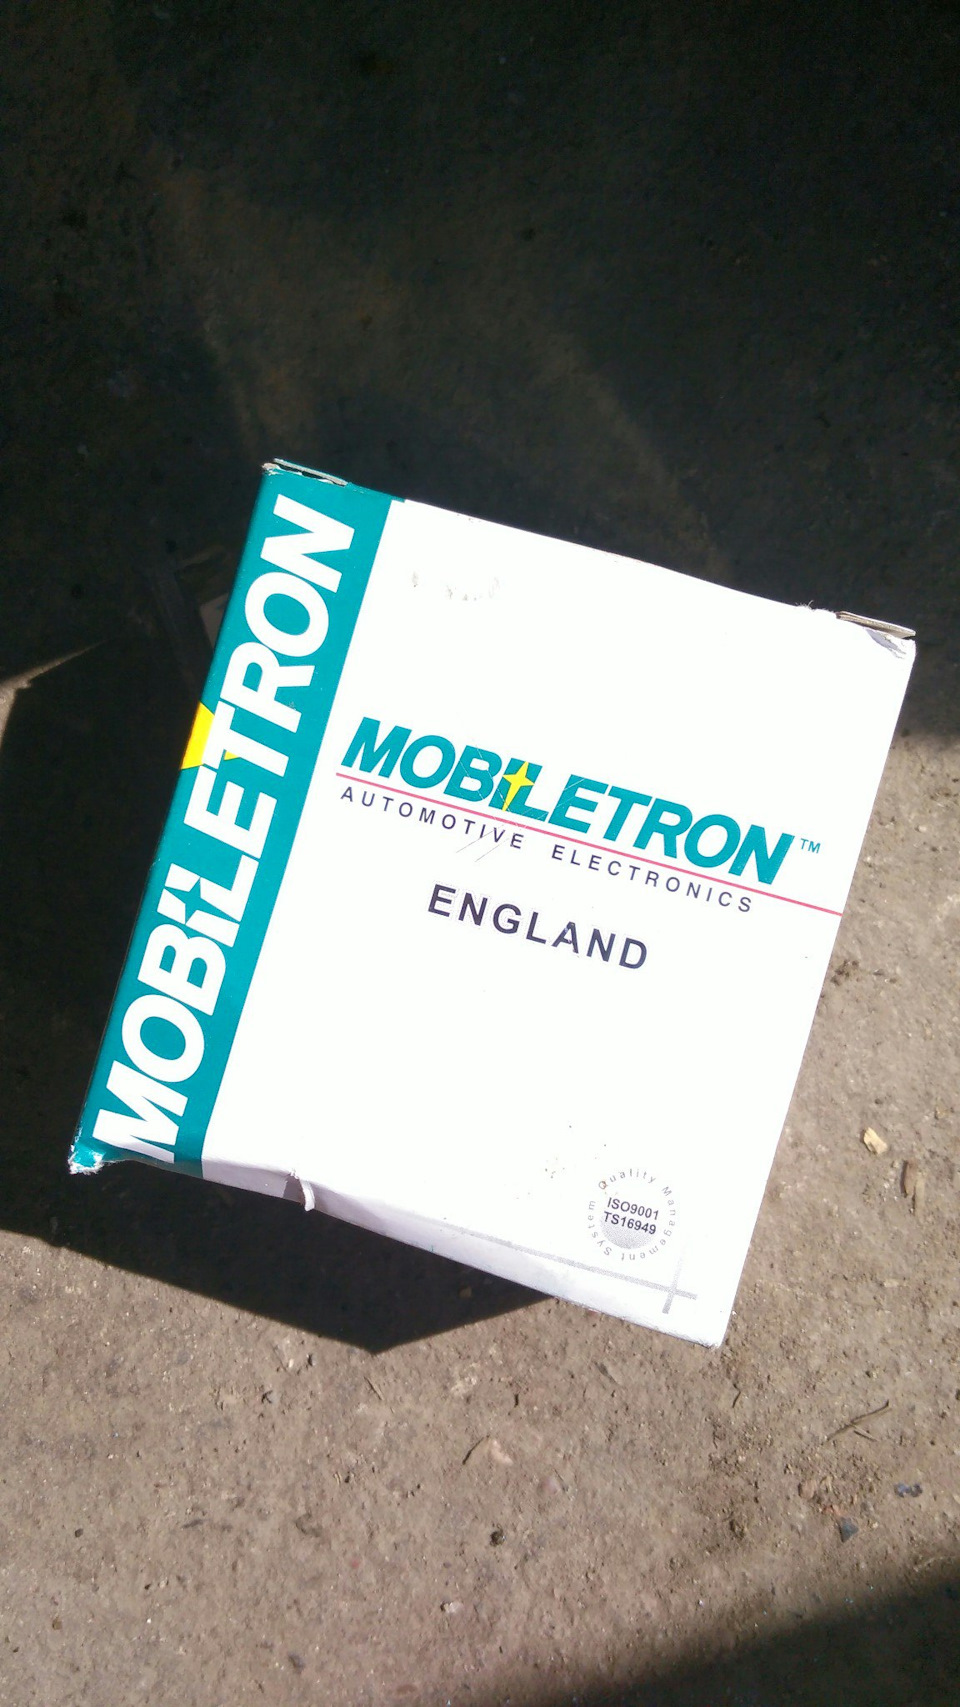 MOBILETRON
MOBILETRON™
AUTOMOTIVE ELECTRONICS
ENGLAND
Quality Management System
ISO9001
TS16949